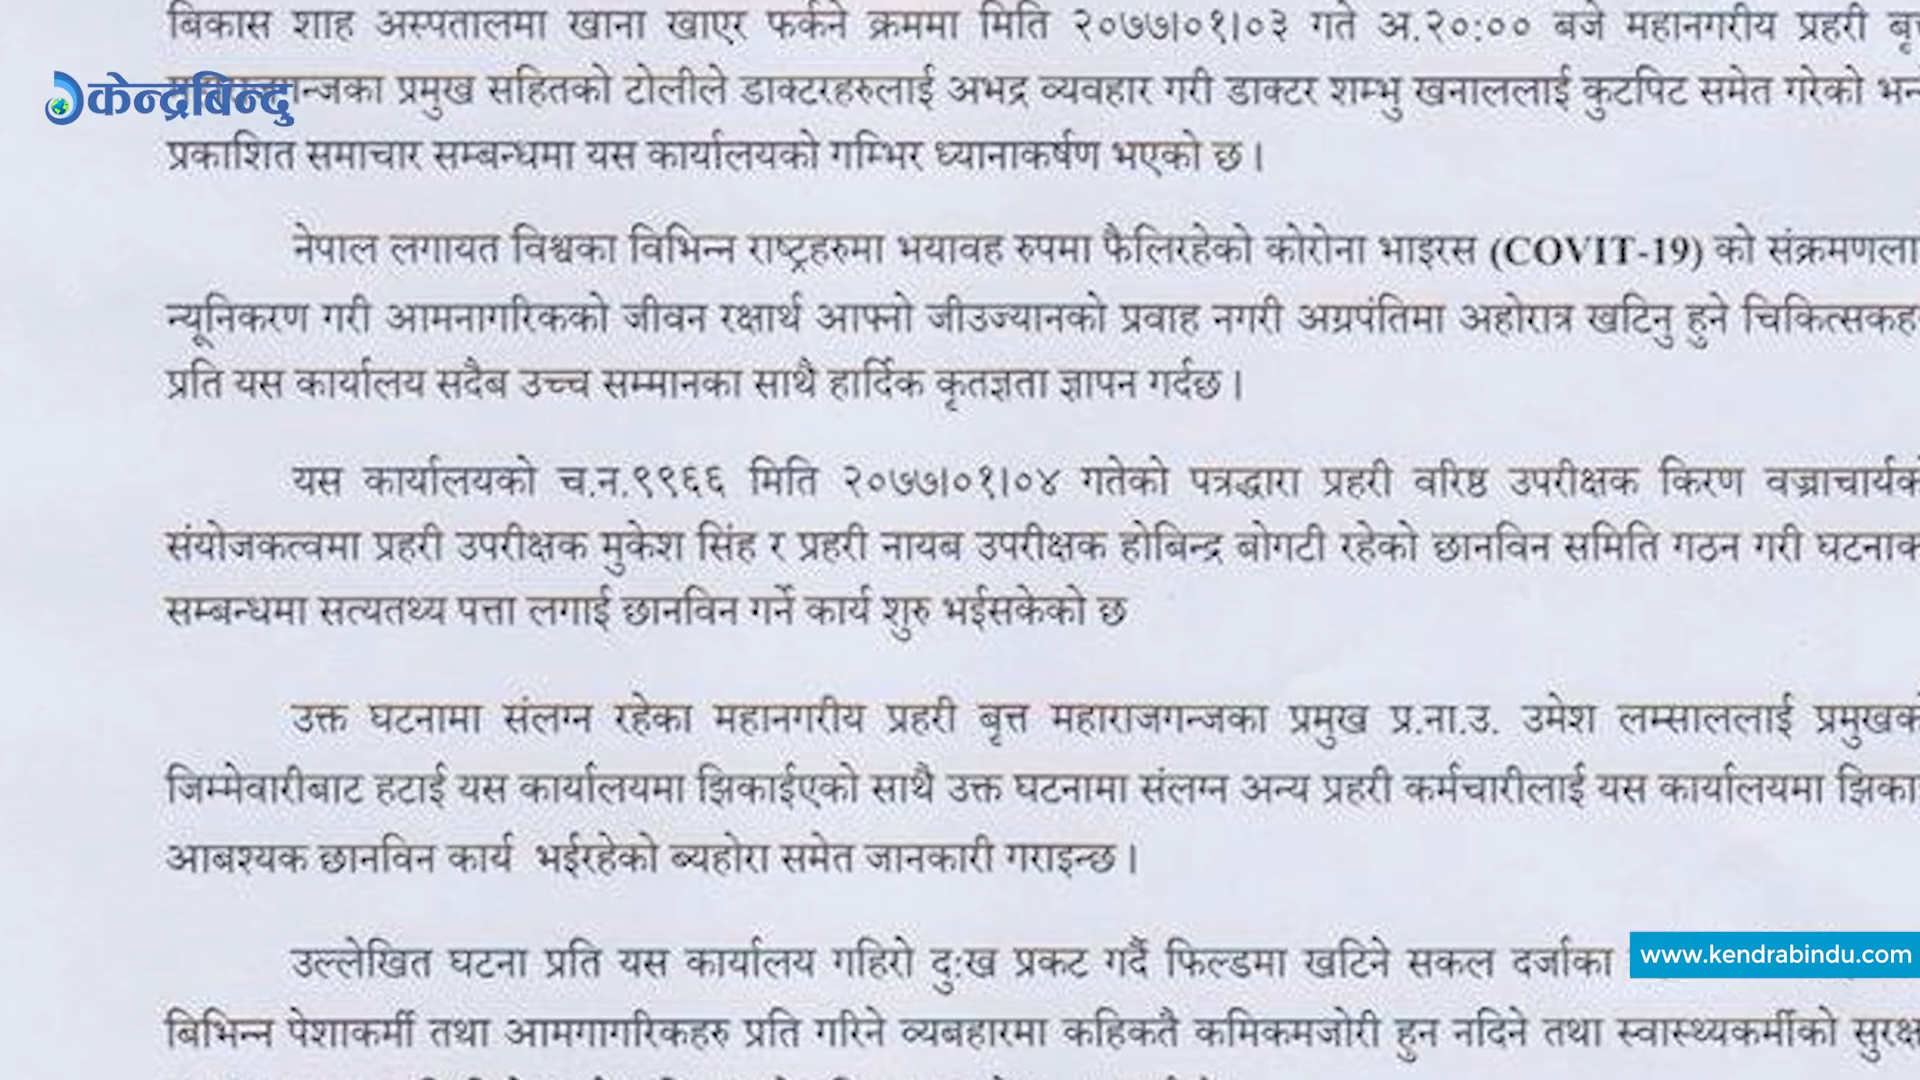 बिकास शाह अस्पतालमा खाना खाएर फर्कने क्रममा मिति २०७७।०१।०३ गते अ.२०:०० बजे महानगरीय प्रहरी
केन्द्रबिन्दु
प्रमुख सहितको टोलीले डाक्टरहरुलाई अभद्र व्यवहार गरी डाक्टर शम्भु खनाललाई कुटपिट समेत गरेको
प्रकाशित समाचार सम्बन्धमा यस कार्यालयको गम्भिर ध्यानाकर्षण भएको छ।
नेपाल लगायत विश्वका विभिन्न राष्ट्रहरुमा भयावह रुपमा फैलिरहेको कोरोना भाइरस (COVIT-19) को संक्रमणला
न्यूनिकरण गरी आमनागरिकको जीवन रक्षार्थ आफ्नो जीउज्यानको प्रवाह नगरी अग्रपंतिमा अहोरात्र खटिनु हुने चिकित्सकह
प्रति यस कार्यालय सदैब उच्च सम्मानका साथै हार्दिक कृतज्ञता ज्ञापन गर्दछ।
यस कार्यालयको च.न.९९६६ मिति २०७७।०१।०४ गतेको पत्रद्धारा प्रहरी वरिष्ठ उपरीक्षक किरण वज्राचार्यक
संयोजकत्वमा प्रहरी उपरीक्षक मुकेश सिंह र प्रहरी नायब उपरीक्षक होबिन्द्र बोगटी रहेको छानविन समिति गठन गरी घटनाक
सम्बन्धमा सत्यतथ्य पत्ता लगाई छानविन गर्ने कार्य शुरु भईसकेको छ
उक्त घटनामा संलग्न रहेका महानगरीय प्रहरी बृत्त महाराजगन्जका प्रमुख प्र.ना.उ. उमेश लम्साललाई प्रमुखक
जिम्मेवारीबाट हटाई यस कार्यालयमा झिकाईएको साथै उक्त घटनामा संलग्न अन्य प्रहरी कर्मचारीलाई यस कार्यालयमा झिका
आबश्यक छानविन कार्य भईरहेको ब्यहोरा समेत जानकारी गराइन्छ।
उल्लेखित घटना प्रति यस कार्यालय गहिरो दु:ख प्रकट गर्दै फिल्डमा खटिने सकल दर्जाका
www.kendrabindu.com
बिभिन्न पेशाकर्मी तथा आमगागरिकहरु प्रति गरिने व्यबहारमा कहिकतै कमिकमजोरी हुन नदिने तथा स्वास्थ्यकर्मीको सुरक्ष